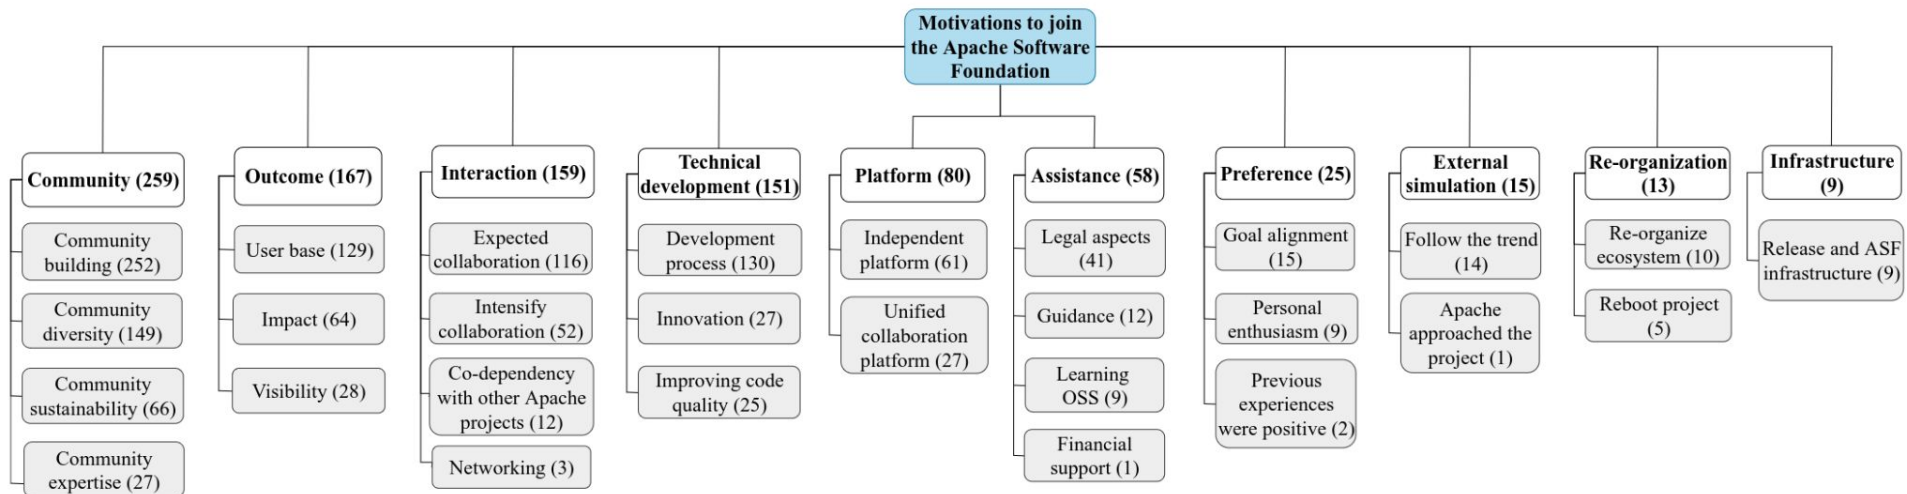 Motivations to join
the Apache Software
Foundation
Community (259)
Community
building (252)
Community
diversity (149)
Community
sustainability (66)
Community
expertise (27)
Outcome (167)
User base (129)
Impact (64)
Visibility (28)
Interaction (159)
Expected
collaboration (116)
Intensify
collaboration (52)
Co-dependency
with other Apache
projects (12)
Networking (3)
Technical
development (151)
Development
process (130)
Innovation (27)
Improving code
quality (25)
Platform (80)
Independent
platform (61)
Unified
collaboration
platform (27)
Assistance (58)
Legal aspects
(41)
Guidance (12)
Learning
OSS (9)
Financial
support (1)
Preference (25)
Goal alignment
(15)
Personal
enthusiasm (9)
Previous
experiences
were positive (2)
External
simulation (15)
Follow the trend
(14)
Apache
approached the
project (1)
Re-organization
(13)
Re-organize
ecosystem (10)
Reboot project
(5)
Infrastructure
(9)
Release and ASF
infrastructure (9)